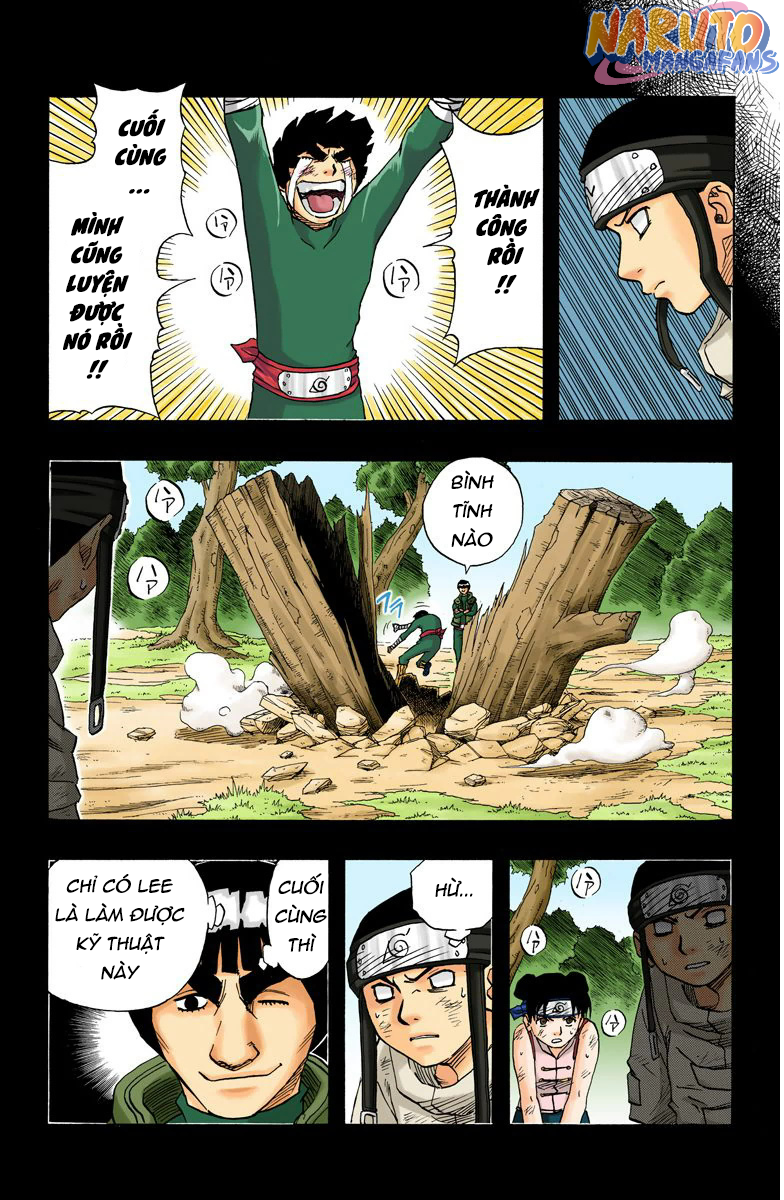 NARUTO
MANGAFANS
THÀNH
CÔNG RỒI
!!
CUỐI
CÙNG
...
MÌNH
CŨNG
LUYỆN
ĐƯỢC
NÓ RỒI
!!
BÌNH
TĨNH
NÀO
HỪ...
CUỐI
CÙNG
THÌ
CHỈ CÓ LEE
LÀ LÀM ĐƯỢC
KỸ THUẬT
NÀY